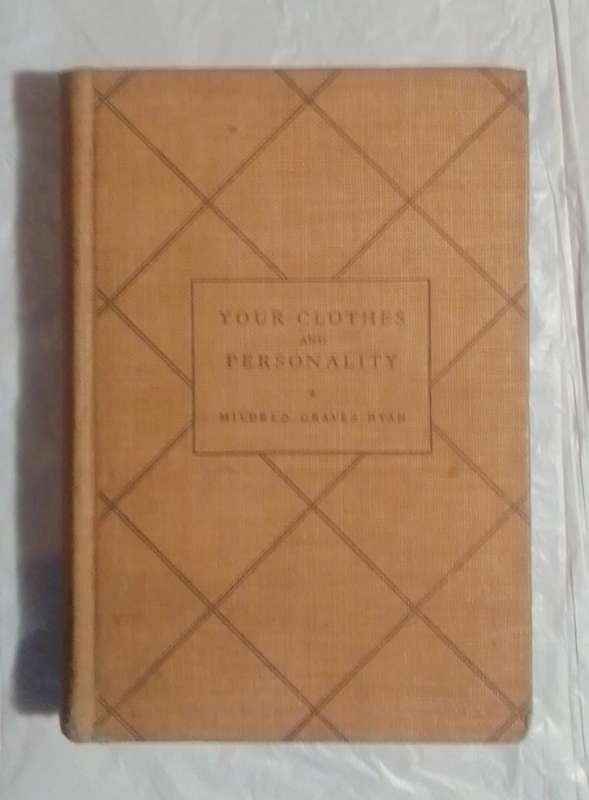 YOUR CLOTHES
AND
PERSONALITY
MILDRED GRAVES RYAN